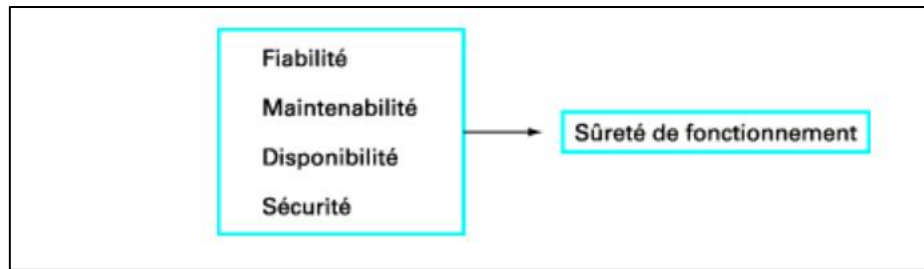 Fiabilité
Maintenabilité
Disponibilité
Sécurité
Sûreté de fonctionnement